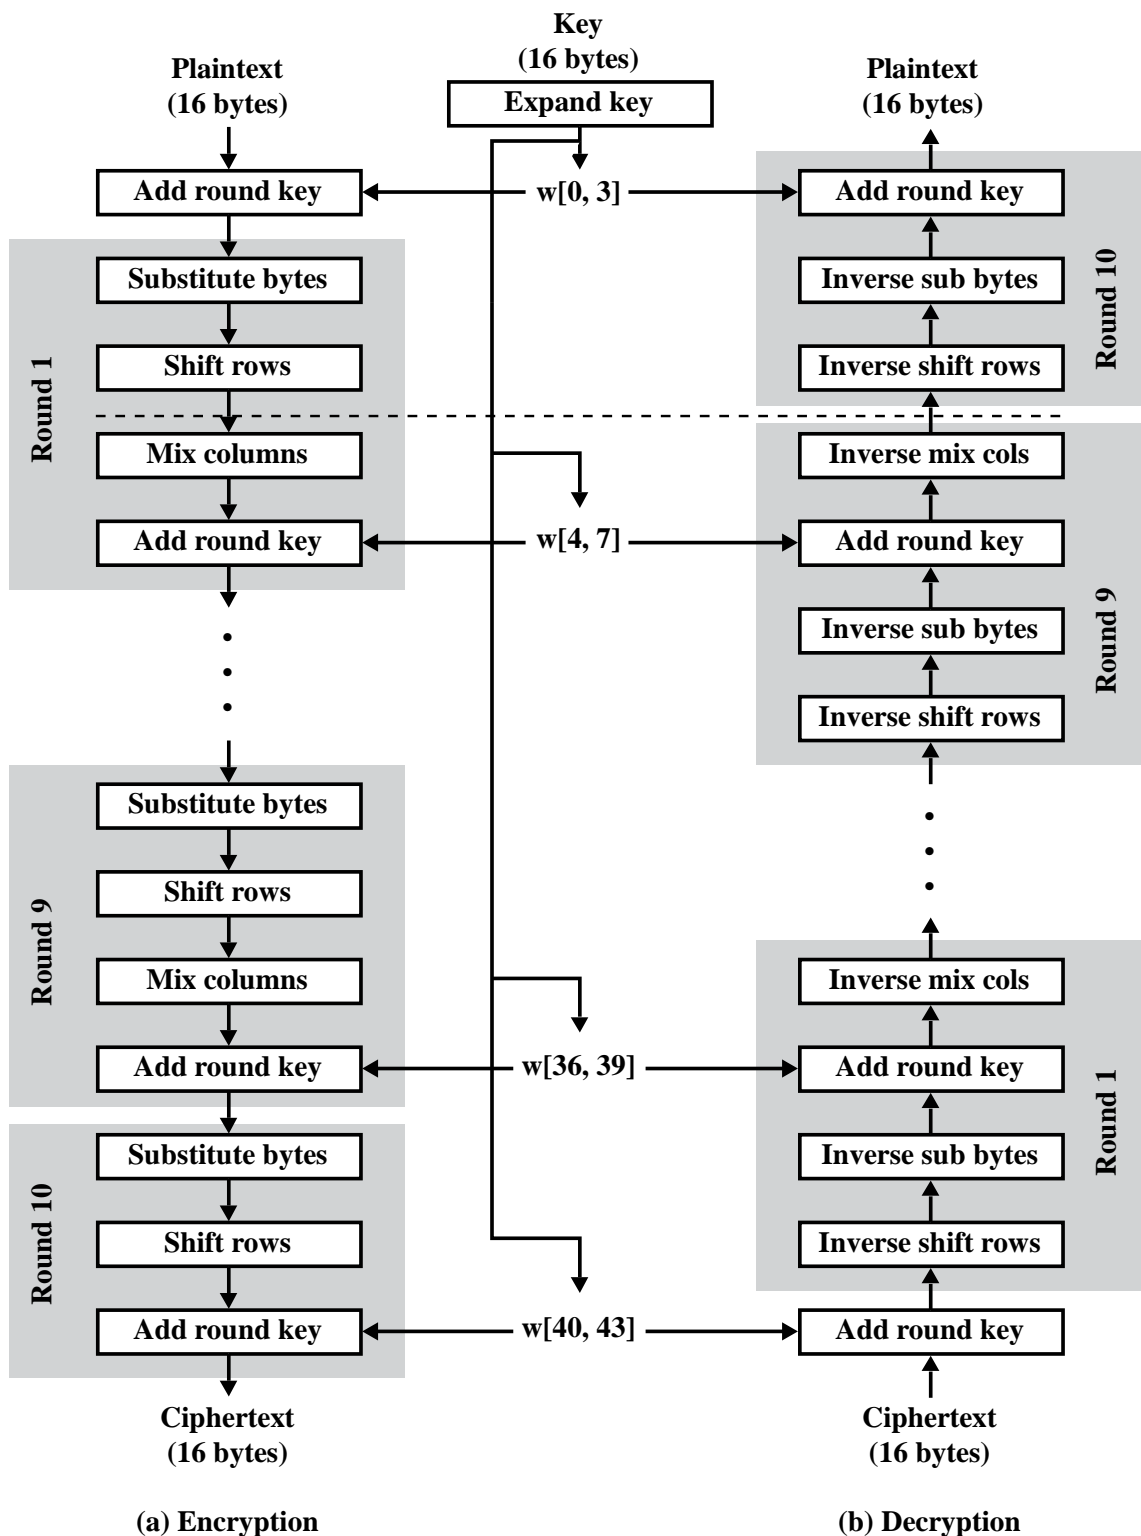 Key
(16 bytes)
Expand key
Plaintext
(16 bytes)
Add round key
Substitute bytes
Shift rows
Mix columns
Add round key
Round 1
Substitute bytes
Shift rows
Mix columns
Add round key
Round 9
Substitute bytes
Shift rows
Add round key
Round 10
Ciphertext
(16 bytes)
(a) Encryption
w[0, 3]
w[4, 7]
w[36, 39]
w[40, 43]
Plaintext
(16 bytes)
Add round key
Inverse sub bytes
Inverse shift rows
Round 10
Inverse mix cols
Add round key
Inverse sub bytes
Inverse shift rows
Round 9
Inverse mix cols
Add round key
Inverse sub bytes
Inverse shift rows
Round 1
Add round key
Ciphertext
(16 bytes)
(b) Decryption